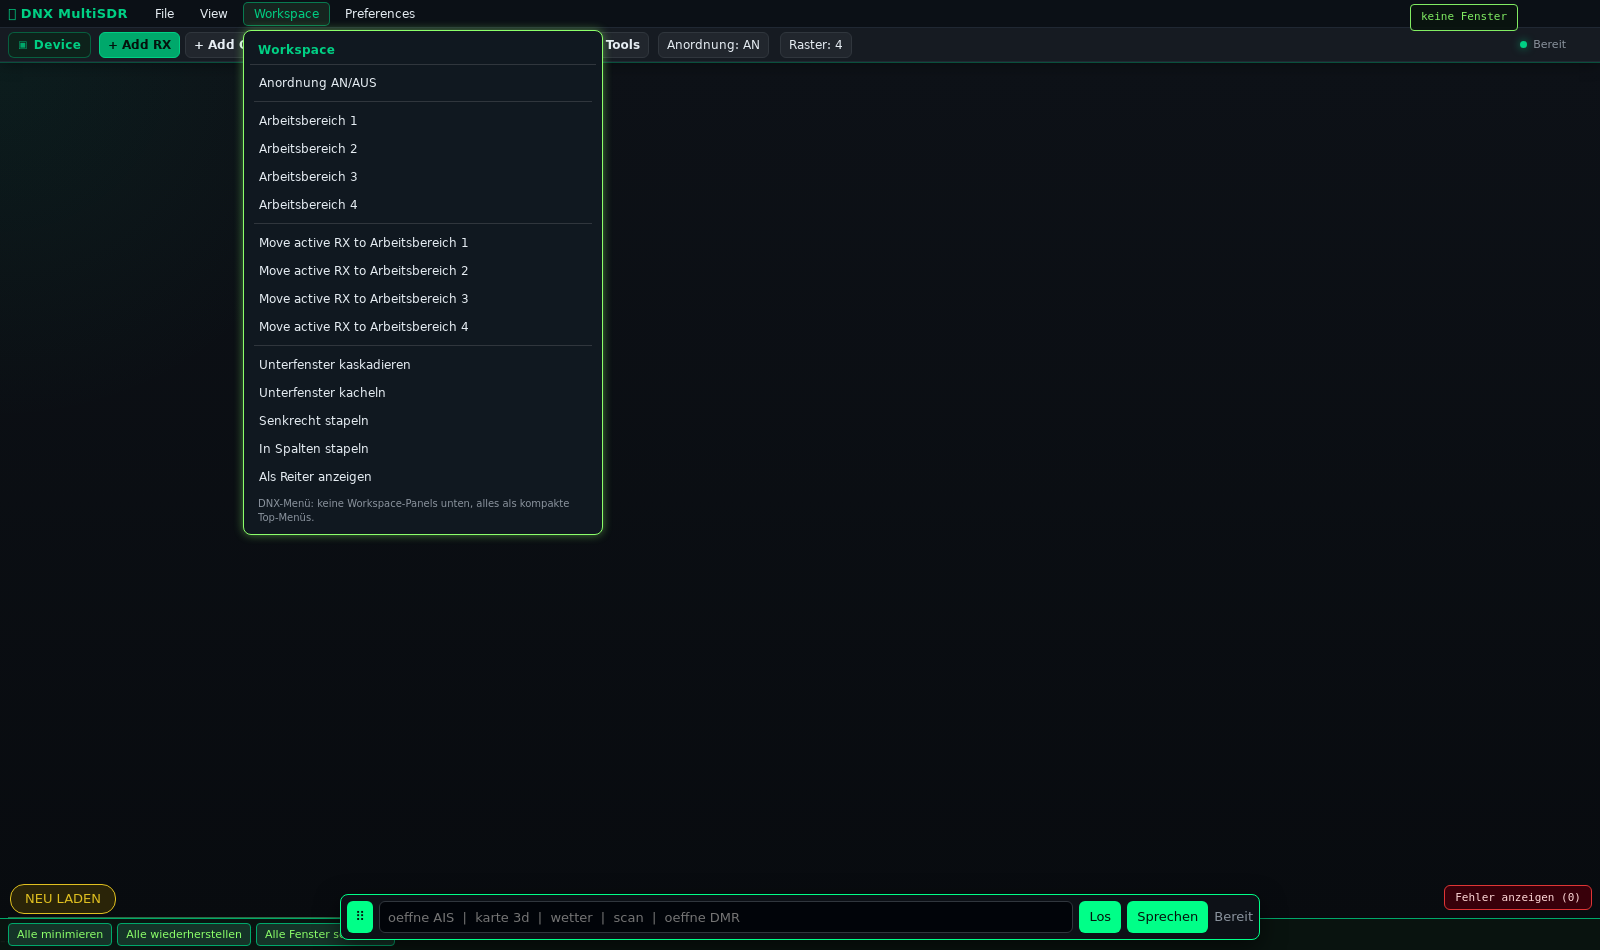 DNX MultiSDR File View Workspace Preferences
keine Fenster
Device + Add RX + Add Tools Anordnung: AN Raster: 4 Bereit
Workspace
Anordnung AN/AUS
Arbeitsbereich 1
Arbeitsbereich 2
Arbeitsbereich 3
Arbeitsbereich 4
Move active RX to Arbeitsbereich 1
Move active RX to Arbeitsbereich 2
Move active RX to Arbeitsbereich 3
Move active RX to Arbeitsbereich 4
Unterfenster kaskadieren
Unterfenster kacheln
Senkrecht stapeln
In Spalten stapeln
Als Reiter anzeigen
DNX-Menü: keine Workspace-Panels unten, alles als kompakte
Top-Menüs.
NEU LADEN
Fehler anzeigen (0)
oeffne AIS | karte 3d | wetter | scan | oeffne DMR Los Sprechen Bereit
Alle minimieren Alle wiederherstellen Alle Fenster